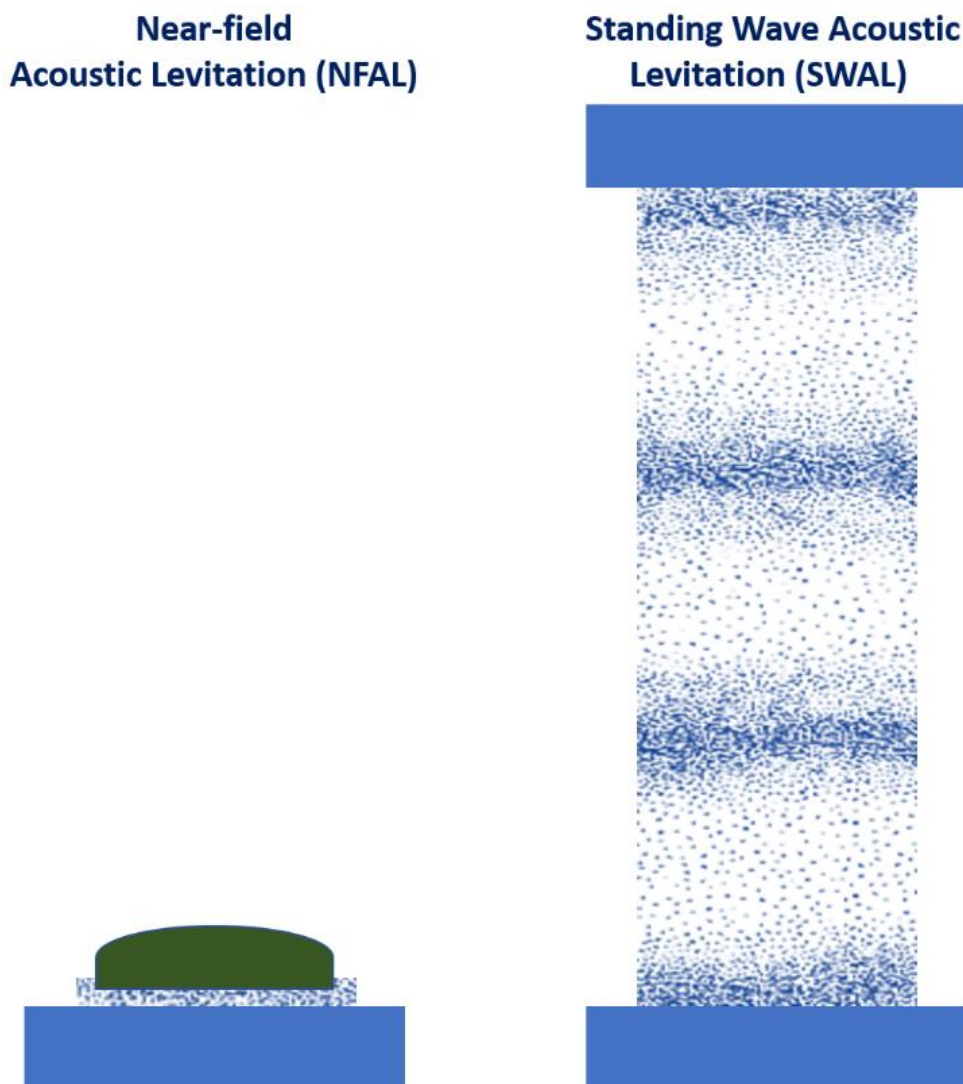 Near-field
Acoustic Levitation (NFAL)
Standing Wave Acoustic
Levitation (SWAL)